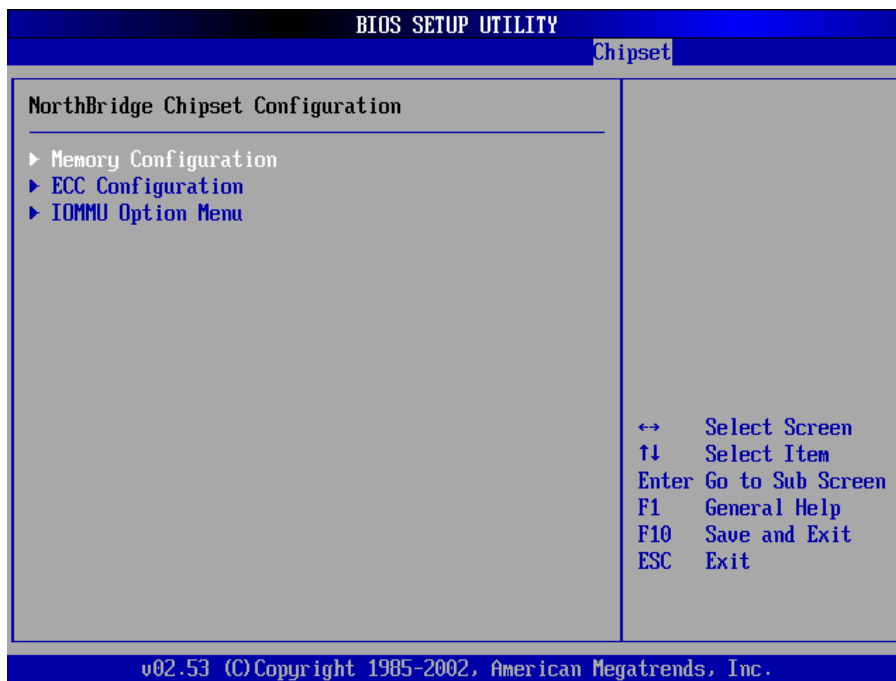 BIOS SETUP UTILITY
Chipset
NorthBridge Chipset Configuration
Memory Configuration
ECC Configuration
IOMMU Option Menu
↔ Select Screen
↑↓ Select Item
Enter Go to Sub Screen
F1 General Help
F10 Save and Exit
ESC Exit
v02.53 (C)Copyright 1985-2002, American Megatrends, Inc.